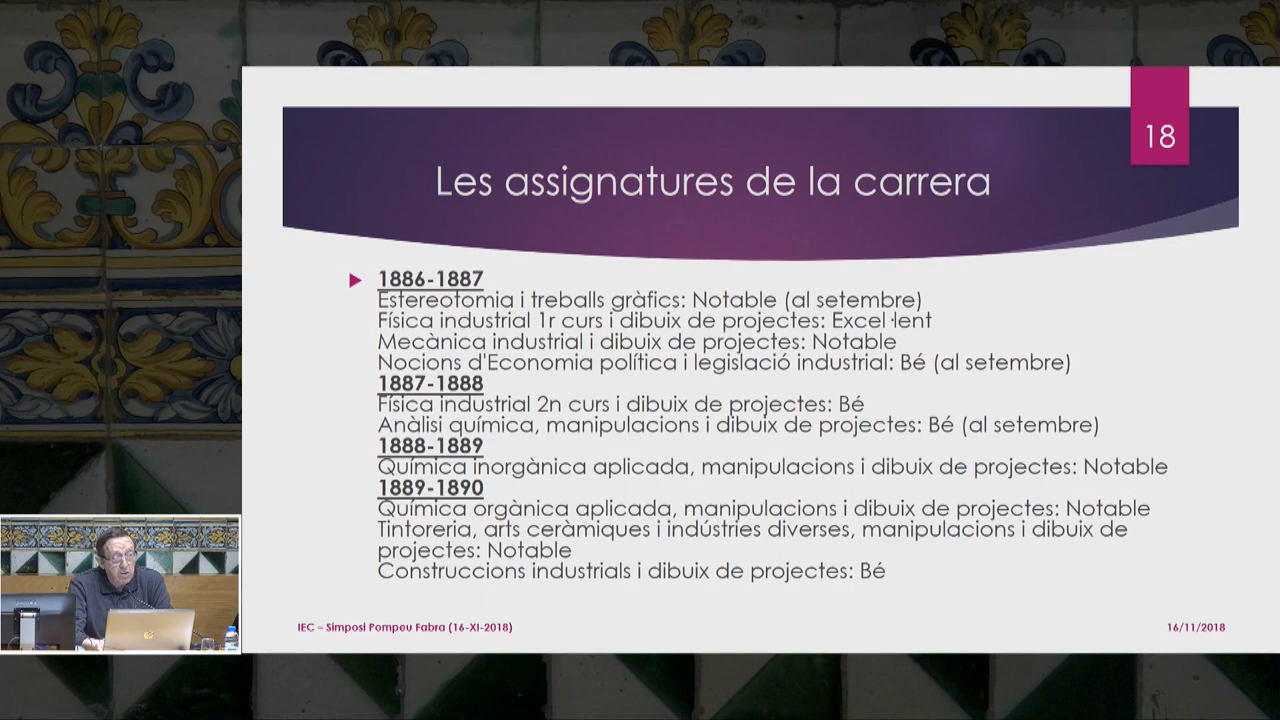 18
Les assignatures de la carrera
1886-1887
Estereotomia i treballs gràfics: Notable (al setembre)
Física industrial 1r curs i dibuix de projectes: Excel·lent
Mecànica industrial i dibuix de projectes: Notable
Nocions d'Economia política i legislació industrial: Bé (al setembre)
1887-1888
Física industrial 2n curs i dibuix de projectes: Bé
Anàlisi química, manipulacions i dibuix de projectes: Bé (al setembre)
1888-1889
Química inorgànica aplicada, manipulacions i dibuix de projectes: Notable
1889-1890
Química orgànica aplicada, manipulacions i dibuix de projectes: Notable
Tintoreria, arts ceràmiques i indústries diverses, manipulacions i dibuix de
projectes: Notable
Construccions industrials i dibuix de projectes: Bé
IEC – Simposi Pompeu Fabra (16-XI-2018)
16/11/2018